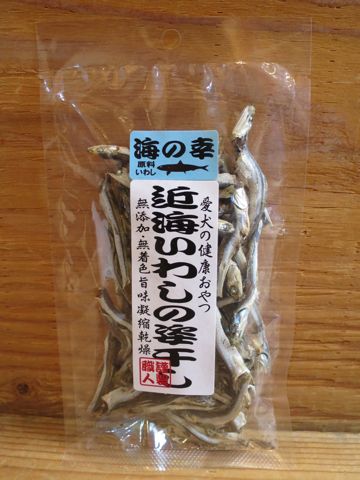 海の幸
原料
いわし
愛犬の健康おやつ
近海いわしの姿干し
無添加・無着色旨味凝縮乾燥
職人